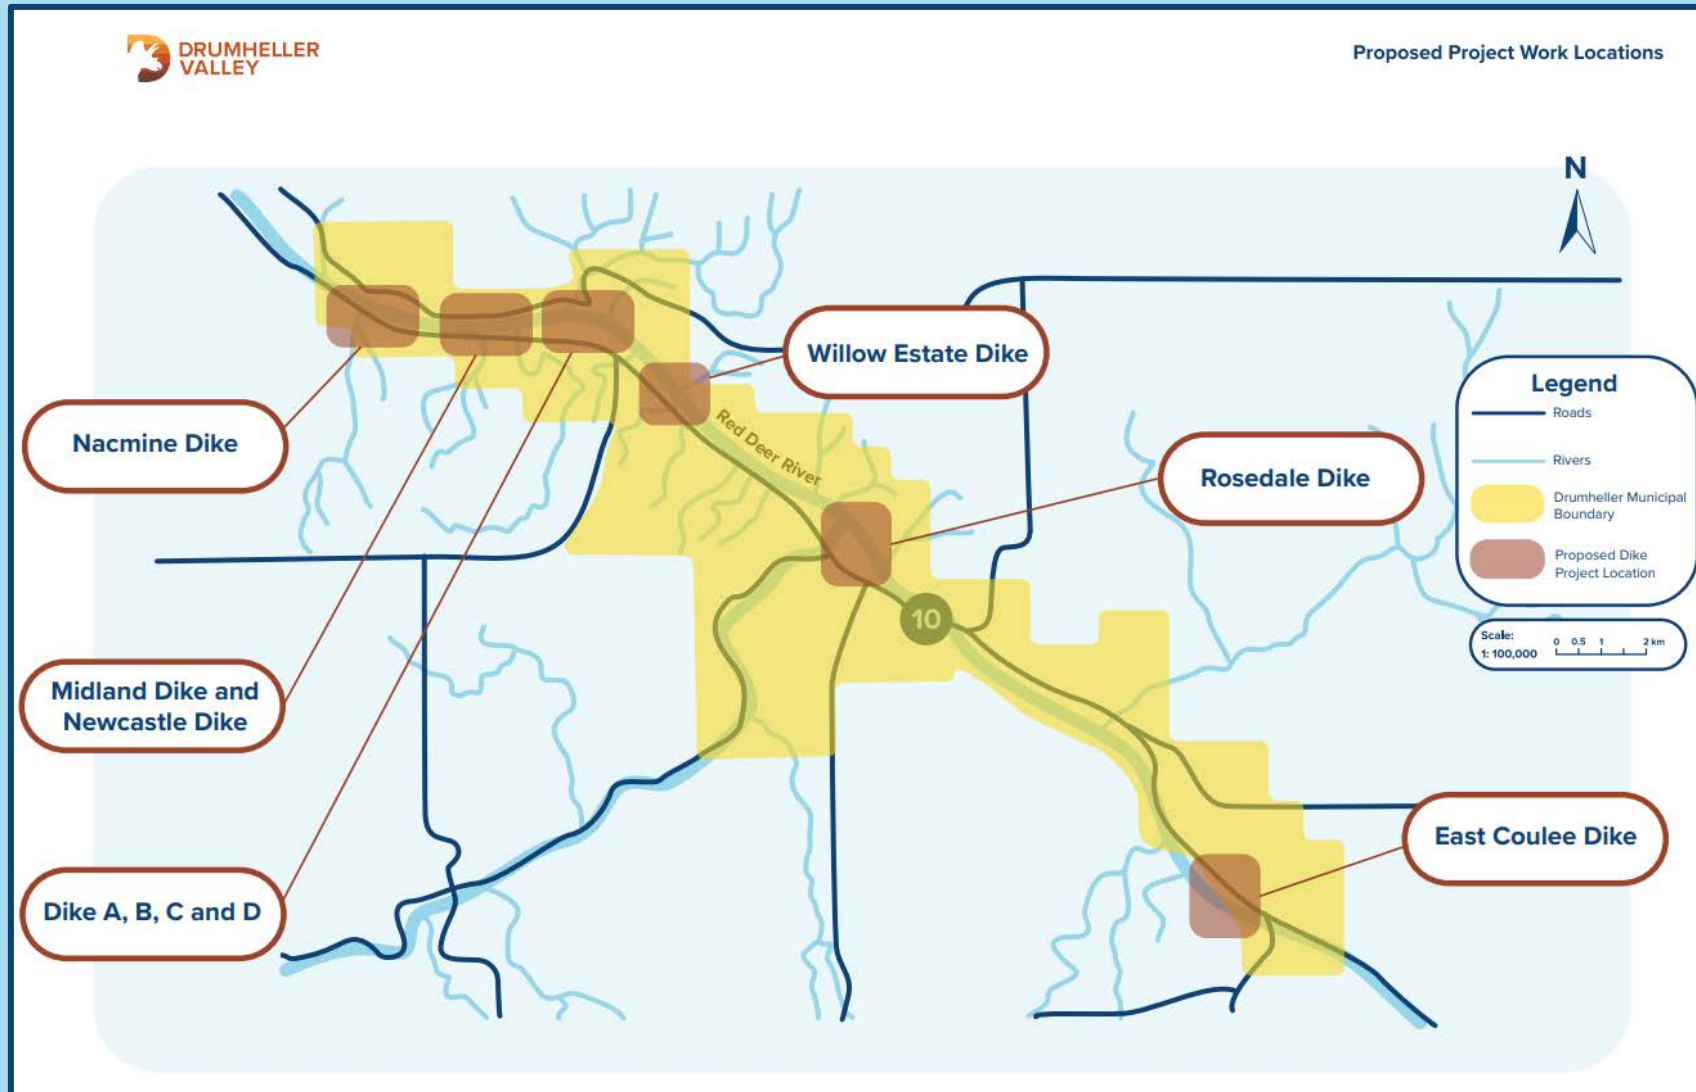 DRUMHELLER
VALLEY
Proposed Project Work Locations
N
Willow Estate Dike
Legend
Roads
Rivers
Drumheller Municipal
Boundary
Proposed Dike
Project Location
Scale:
1: 100,000
0 0.5 1 2 km
Nacmine Dike
Red Deer River
Rosedale Dike
10
Midland Dike and
Newcastle Dike
East Coulee Dike
Dike A, B, C and D